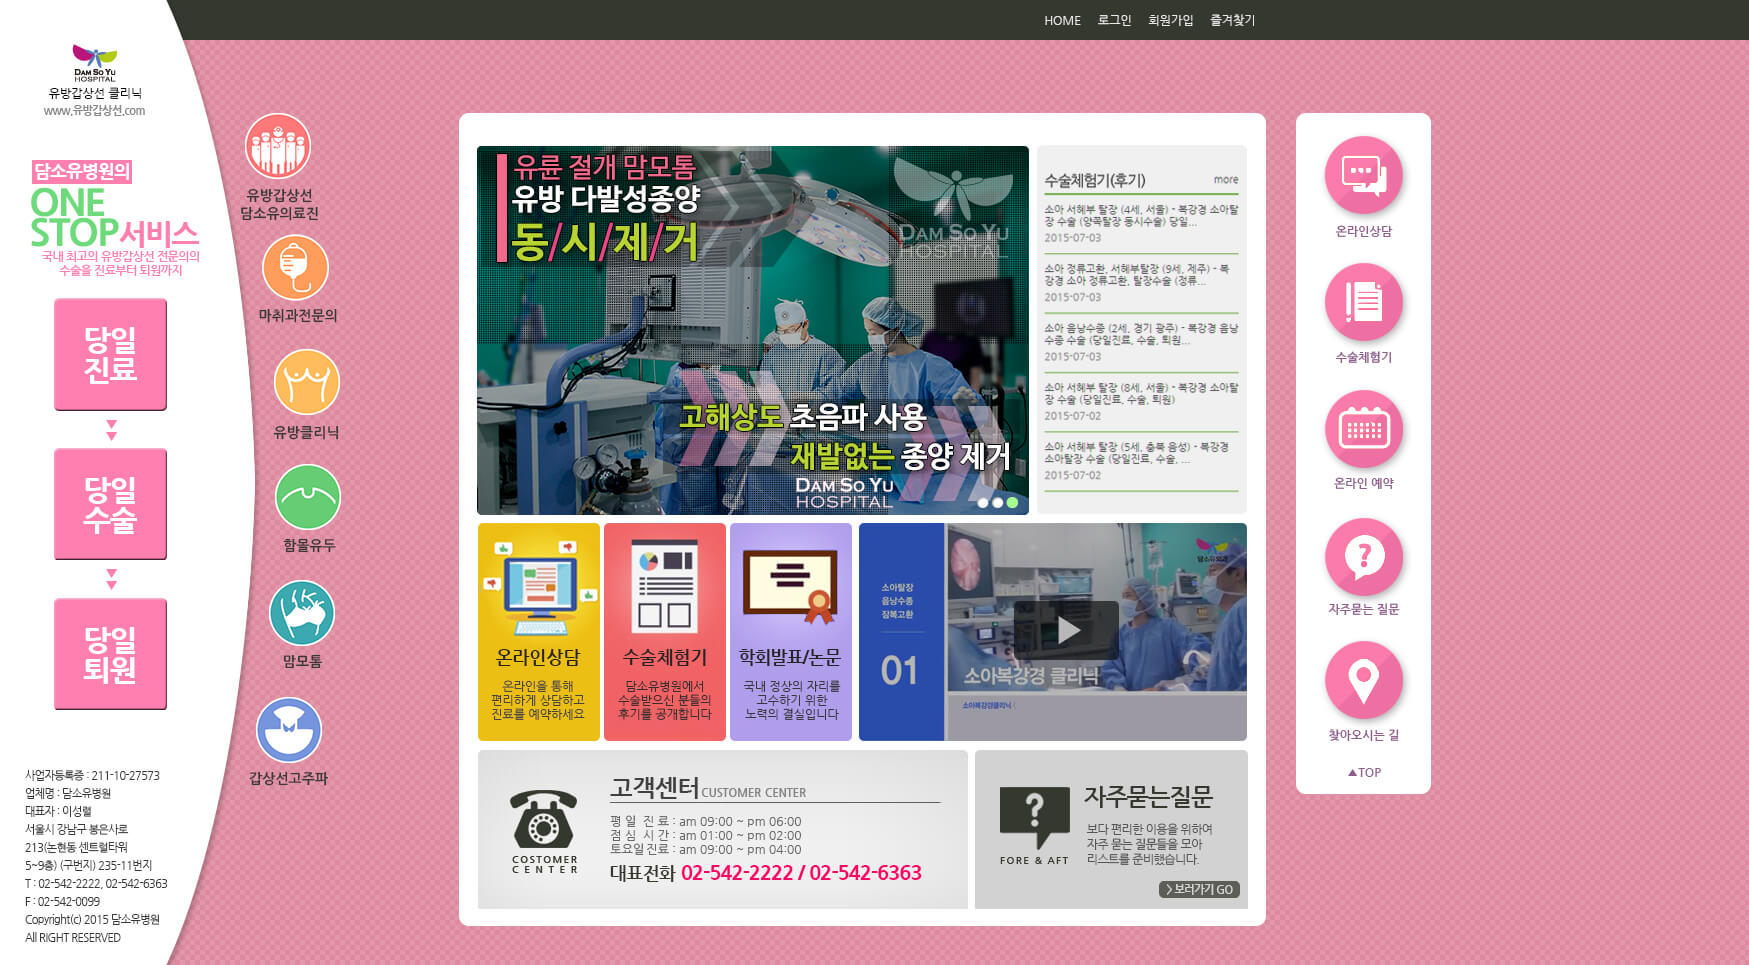 HOME 로그인 회원가입 즐겨찾기
DAM SO YU
HOSPITAL
유방갑상선 클리닉
www.유방갑상선.com
담소유병원의
ONE
STOP서비스
국내 최고의 유방갑상선 전문의의
수술을 진료부터 퇴원까지
당일
진료
당일
수술
당일
퇴원
사업자등록증 : 211-10-27573
업체명 : 담소유병원
대표자 : 이성렬
서울시 강남구 봉은사로
213(논현동 센트럴타워
5~9층) (구번지) 235-11번지
T : 02-542-2222, 02-542-6363
F : 02-542-0099
Copyright(c) 2015 담소유병원
All RIGHT RESERVED
유방갑상선
담소유의료진
마취과전문의
유방클리닉
함몰유두
맘모톰
갑상선고주파
유륜 절개 맘모톰
유방 다발성종양
동/시/제/거
DAM SO YU
HOSPITAL
고해상도 초음파 사용
재발없는 종양 제거
DAM SO YU
HOSPITAL
수술체험기(후기) more
소아 서혜부 탈장 (4세, 서울) - 복강경 소아탈
장 수술 (양쪽탈장 동시수술) 당일...
2015-07-03
소아 정류고환, 서혜부탈장 (9세, 제주) - 복
강경 소아 정류고환, 탈장수술 (정류...
2015-07-03
소아 음낭수종 (2세, 경기 광주) - 복강경 음낭
수종 수술 (당일진료, 수술, 퇴원...
2015-07-03
소아 서혜부 탈장 (8세, 서울) - 복강경 소아탈
장 수술 (당일진료, 수술, 퇴원)
2015-07-02
소아 서혜부 탈장 (5세, 충북 음성) - 복강경
소아탈장 수술 (당일진료, 수술, ...
2015-07-02
온라인상담
온라인을 통해
편리하게 상담하고
진료를 예약하세요
수술체험기
담소유병원에서
수술받으신 분들의
후기를 공개합니다
학회발표/논문
국내 정상의 자리를
고수하기 위한
노력의 결실입니다
소아탈장
음낭수종
잠복고환
01
담소유외과
소아복강경 클리닉
소아복강경클리닉
COSTOMER
CENTER
고객센터 CUSTOMER CENTER
평 일 진 료 : am 09:00 ~ pm 06:00
점 심 시 간 : am 01:00 ~ pm 02:00
토요일 진료 : am 09:00 ~ pm 04:00
대표전화 02-542-2222 / 02-542-6363
?
FORE & AFT
자주묻는질문
보다 편리한 이용을 위하여
자주 묻는 질문들을 모아
리스트를 준비했습니다.
> 보러가기 GO
온라인상담
수술체험기
온라인 예약
?
자주묻는 질문
찾아오시는 길
▲TOP